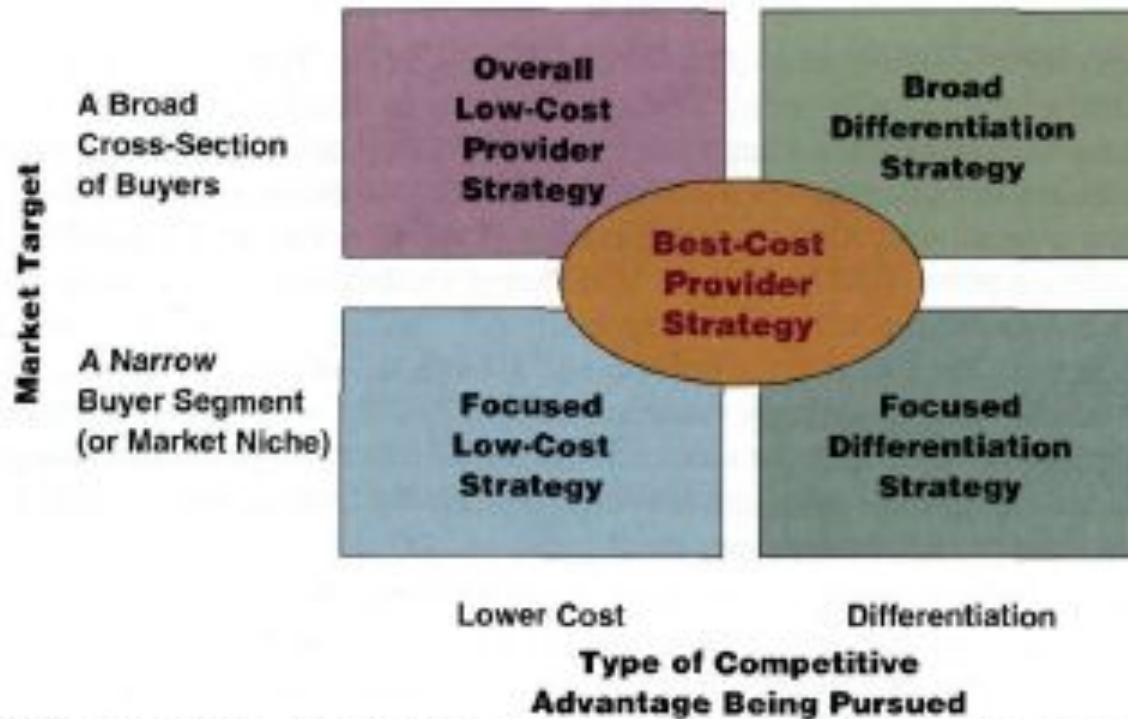 Market Target
A Broad
Cross-Section
of Buyers
Overall
Low-Cost
Provider
Strategy
Broad
Differentiation
Strategy
Best-Cost
Provider
Strategy
A Narrow
Buyer Segment
(or Market Niche)
Focused
Low-Cost
Strategy
Focused
Differentiation
Strategy
Lower Cost
Differentiation
Type of Competitive
Advantage Being Pursued